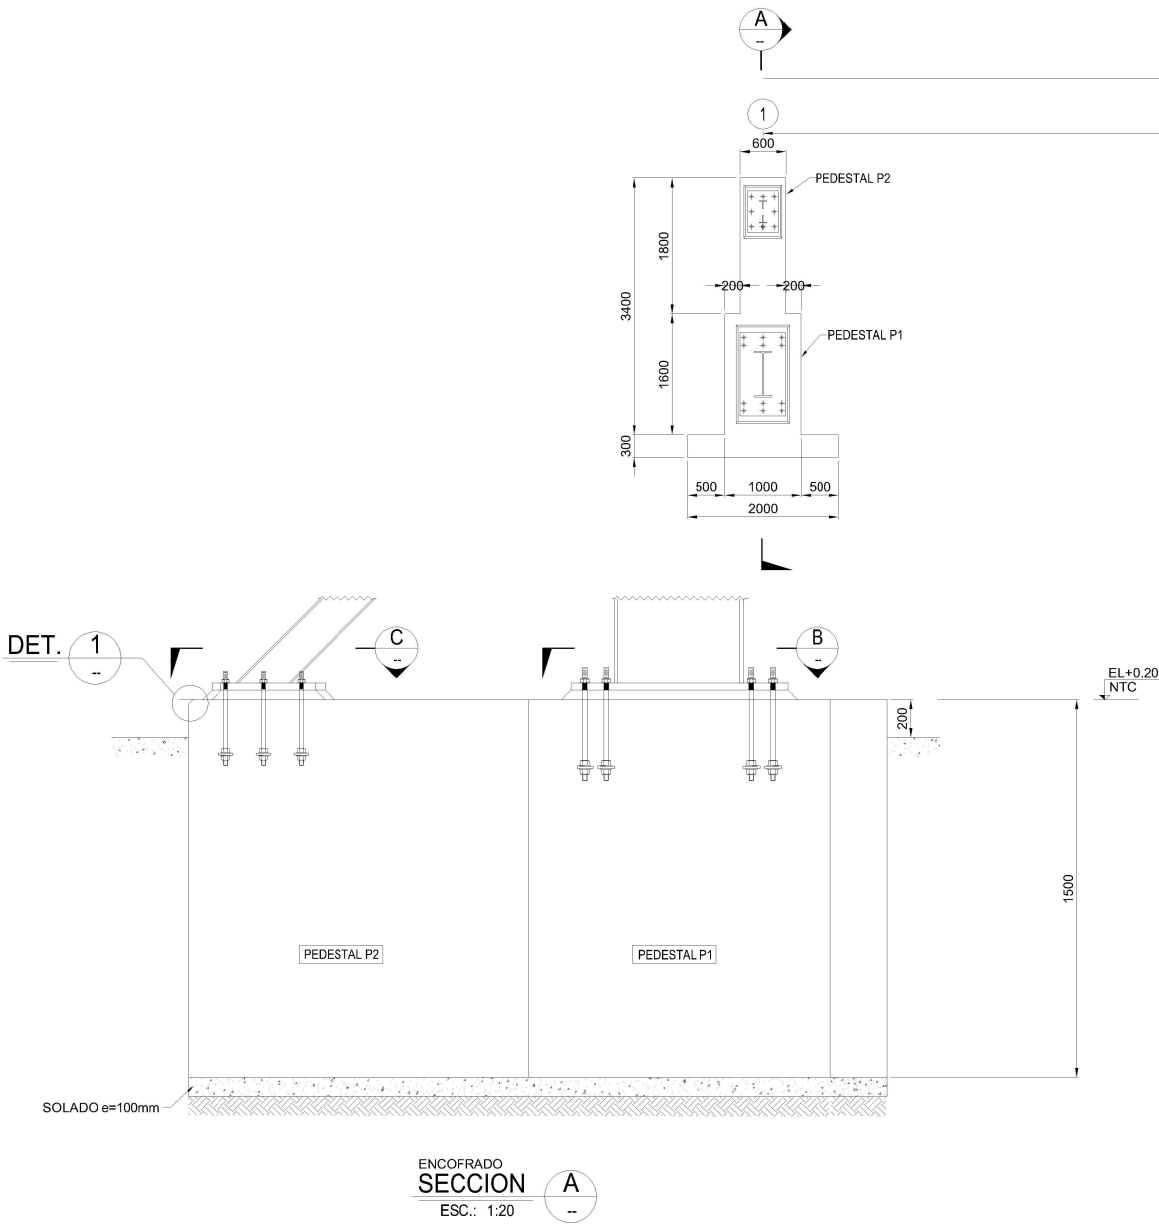 A
--
1
600
PEDESTAL P2
1800
200
200
3400
PEDESTAL P1
1600
300
500
1000
500
2000
DET.
1
--
C
--
B
--
EL+0.20
NTC
200
1500
PEDESTAL P2
PEDESTAL P1
SOLADO e=100mm
ENCOFRADO
SECCION
A
--
ESC.: 1:20